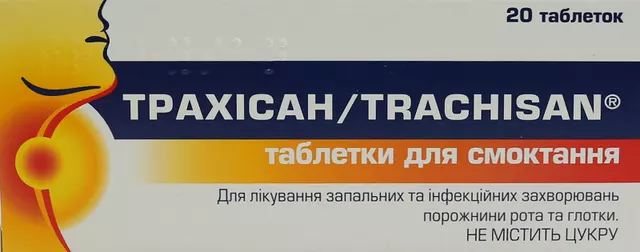 20 таблеток
ТРАХІСАН/TRACHISAN®
таблетки для смоктання
Для лікування запальних та інфекційних захворювань
порожнини рота та глотки.
НЕ МІСТИТЬ ЦУКРУ